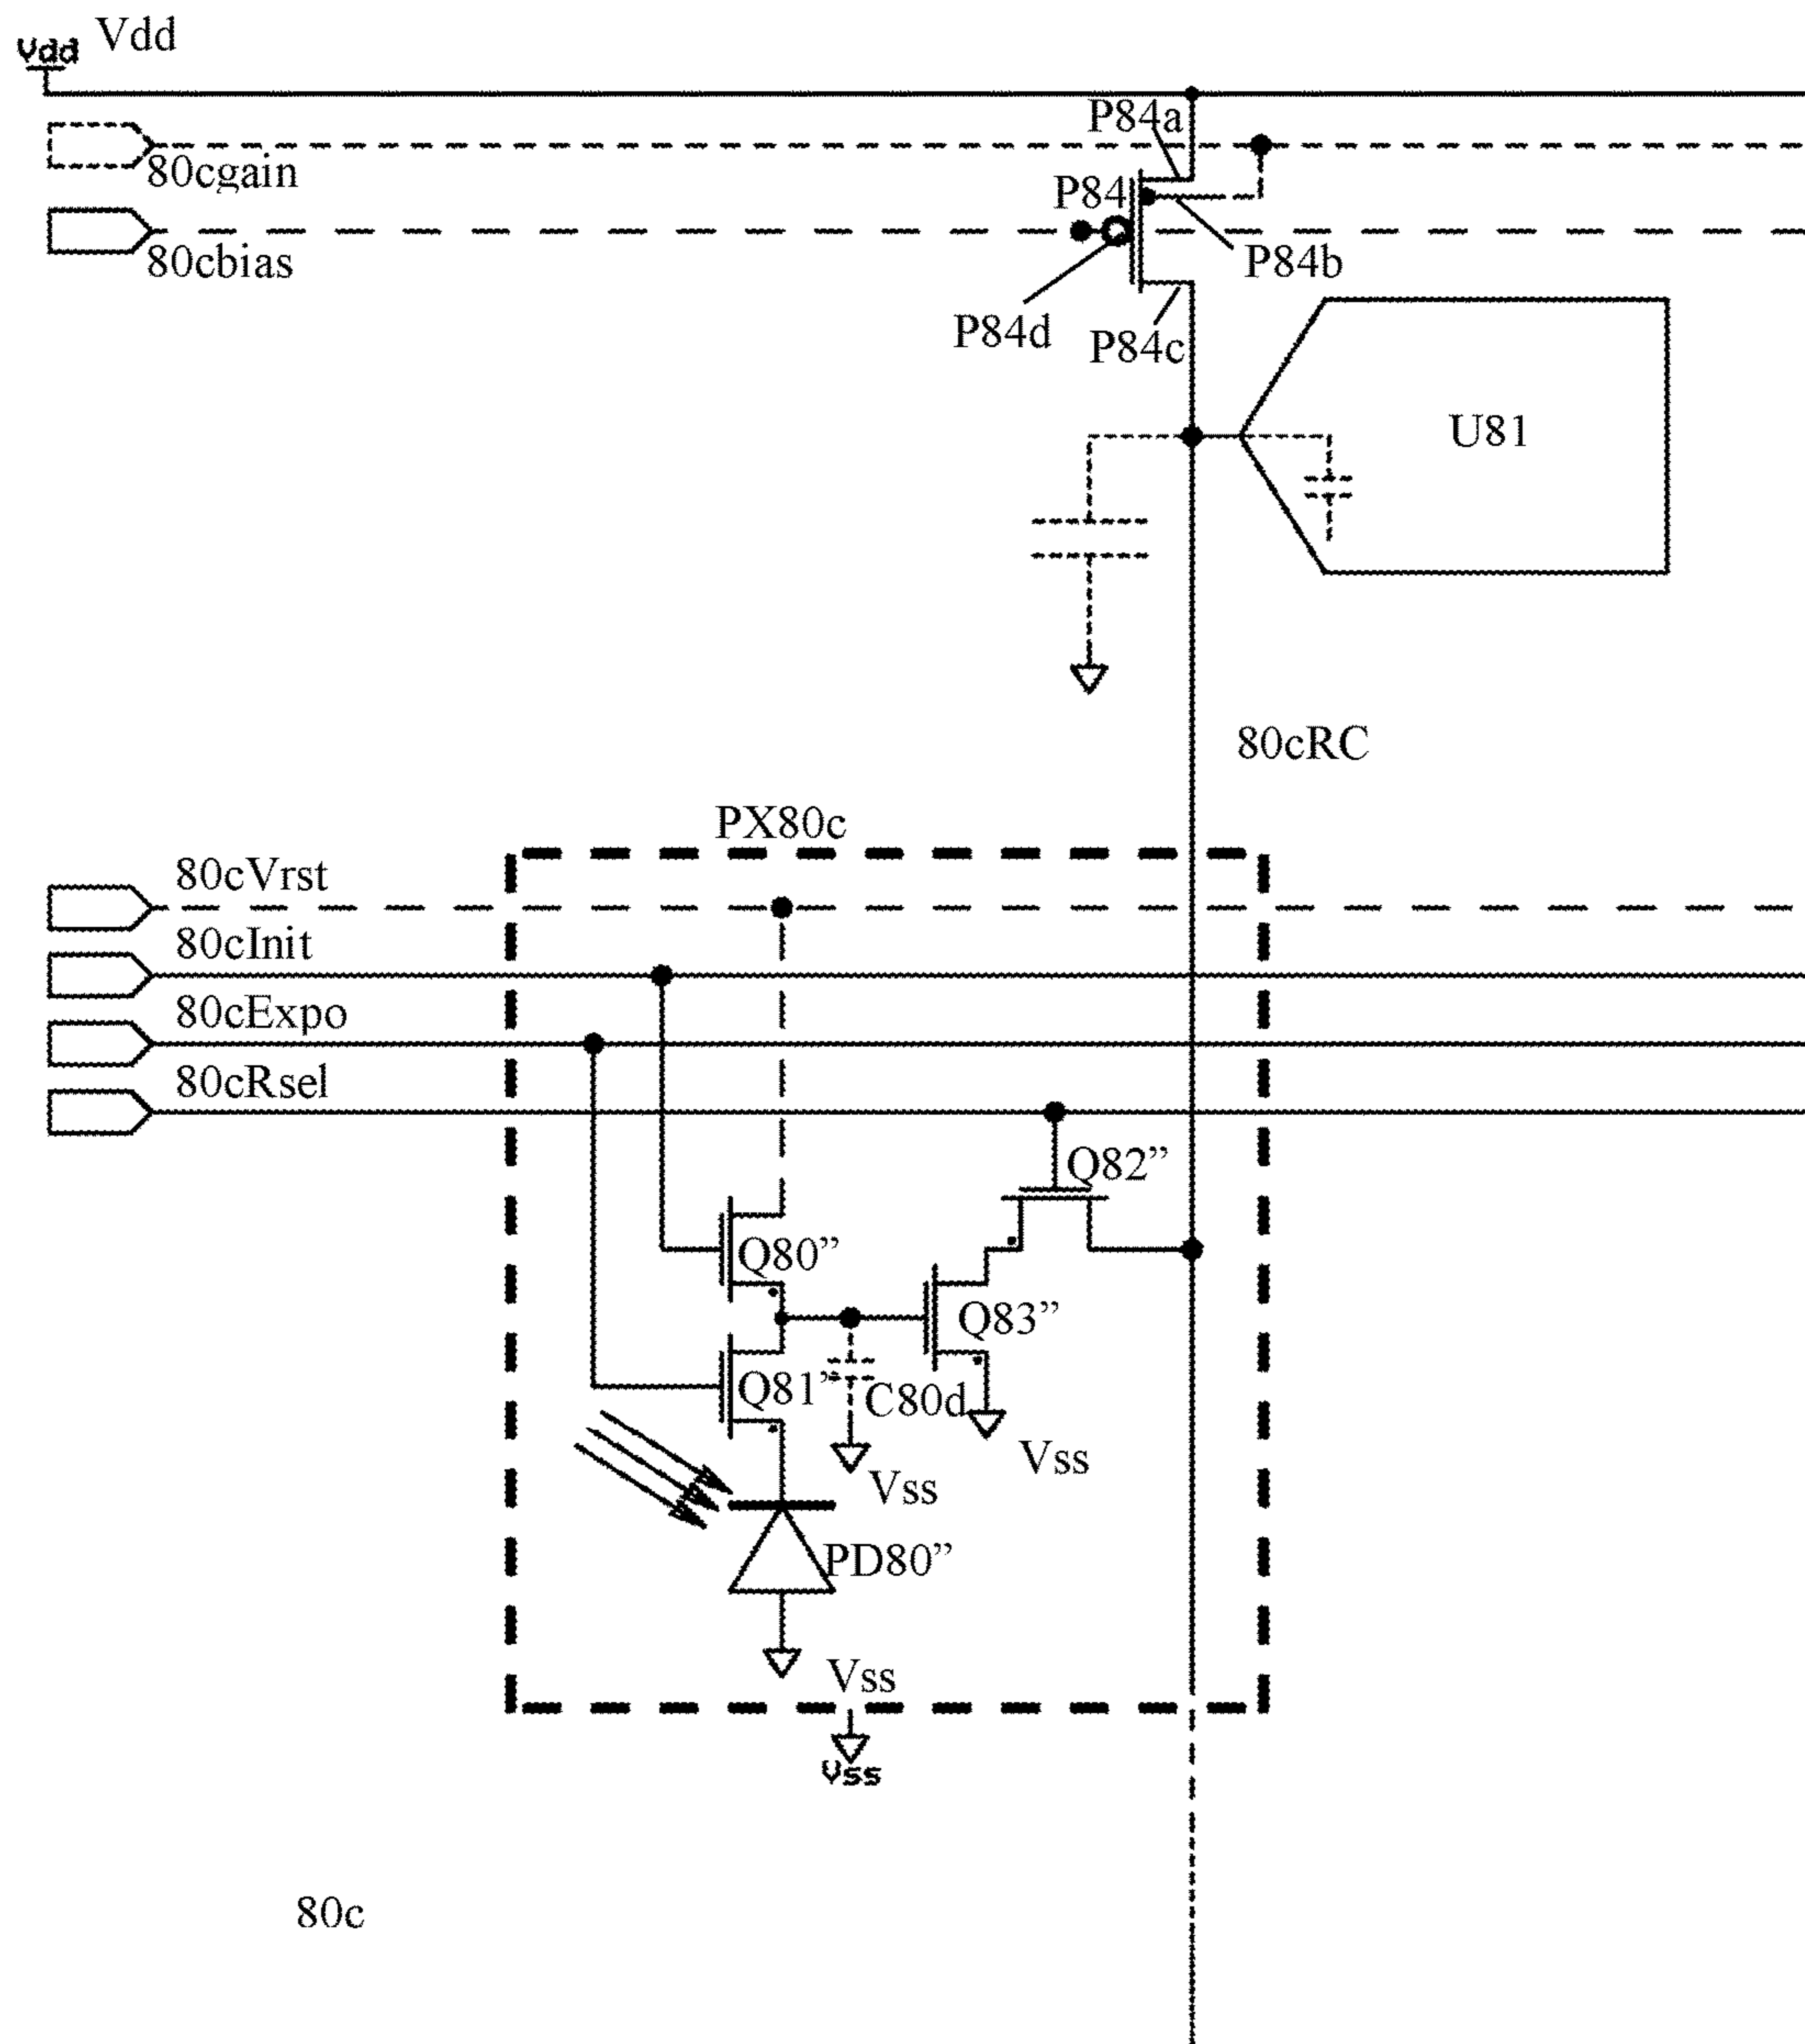 Vdd Vdd
P84a
80cgain
P84
80cbias
P84b
P84d
P84c
U81
80cRC
PX80c
80cVrst
80cInit
80cExpo
80cRsel
Q82”
Q80”
Q83”
Q81”
C80d
Vss
Vss
PD80”
Vss
Vss
80c